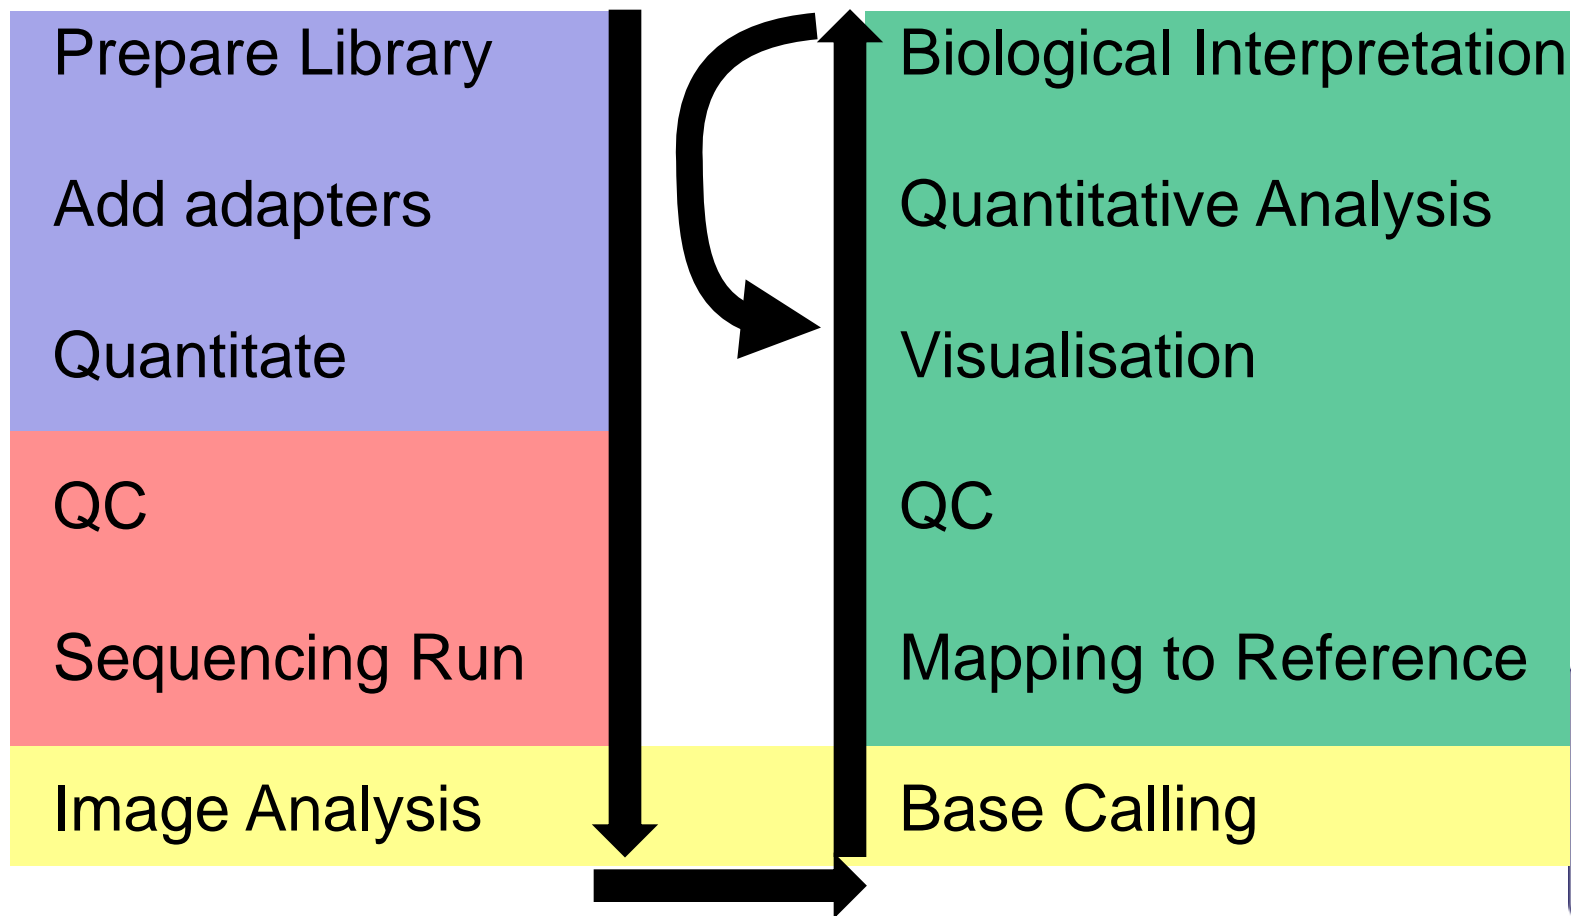 Prepare Library
Add adapters
Quantitate
QC
Sequencing Run
Image Analysis
Biological Interpretation
Quantitative Analysis
Visualisation
QC
Mapping to Reference
Base Calling